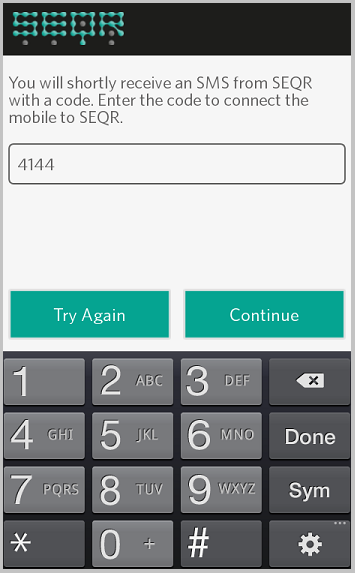 SEQR
You will shortly receive an SMS from SEQR
with a code. Enter the code to connect the
mobile to SEQR.
4144
Try Again Continue
1 2 ABC 3 DEF
4 GHI 5 JKL 6 MNO Done
7 PQRS 8 TUV 9 WXYZ Sym
* 0 + #